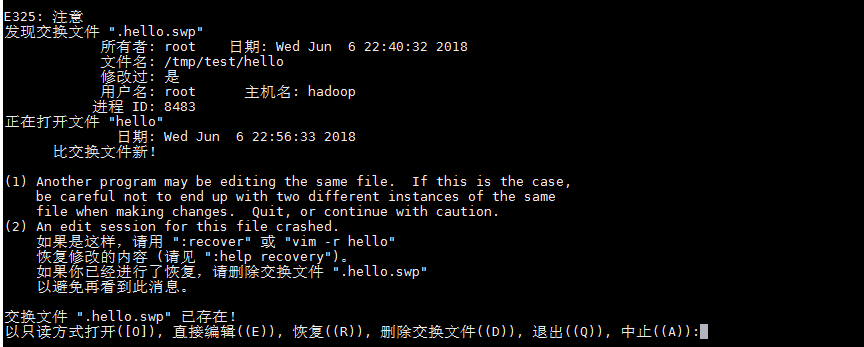 E325: 注意
发现交换文件 ".hello.swp"
所有者: root    日期: Wed Jun  6 22:40:32 2018
文件名: /tmp/test/hello
修改过: 是
用户名: root      主机名: hadoop
进程 ID: 8483
正在打开文件 "hello"
日期: Wed Jun  6 22:56:33 2018
比交换文件新!
(1) Another program may be editing the same file.  If this is the case,
be careful not to end up with two different instances of the same
file when making changes.  Quit, or continue with caution.
(2) An edit session for this file crashed.
如果是这样，请用 ":recover" 或 "vim -r hello"
恢复修改的内容 (请见 ":help recovery")。
如果你已经进行了恢复，请删除交换文件 ".hello.swp"
以避免再看到此消息。
交换文件 ".hello.swp" 已存在!
以只读方式打开([O]), 直接编辑((E)), 恢复((R)), 删除交换文件((D)), 退出((Q)), 中止((A)):